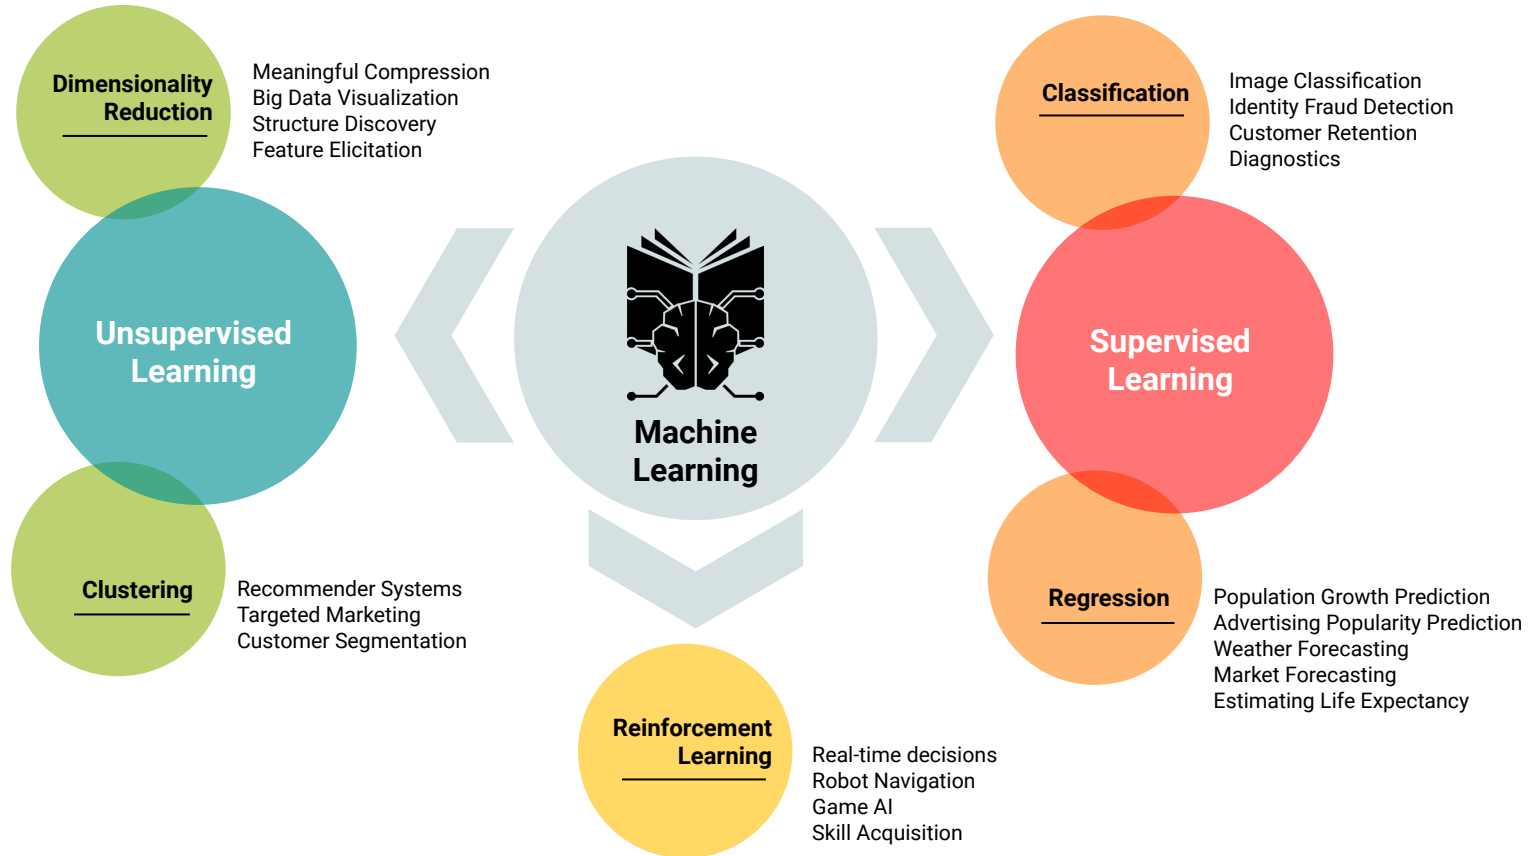 Dimensionality
Reduction
Meaningful Compression
Big Data Visualization
Structure Discovery
Feature Elicitation
Unsupervised
Learning
Clustering
Recommender Systems
Targeted Marketing
Customer Segmentation
Machine
Learning
Reinforcement
Learning
Real-time decisions
Robot Navigation
Game AI
Skill Acquisition
Classification
Image Classification
Identity Fraud Detection
Customer Retention
Diagnostics
Supervised
Learning
Regression
Population Growth Prediction
Advertising Popularity Prediction
Weather Forecasting
Market Forecasting
Estimating Life Expectancy